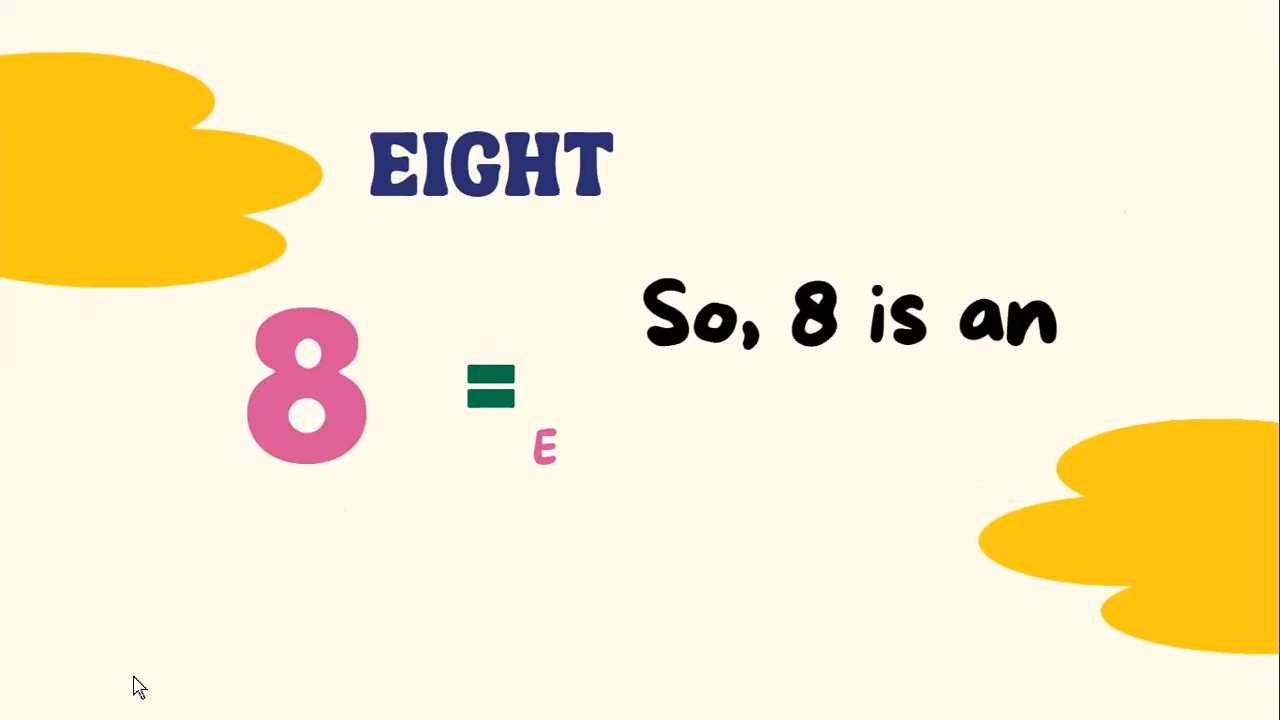 EIGHT
So, 8 is an
8 =
E